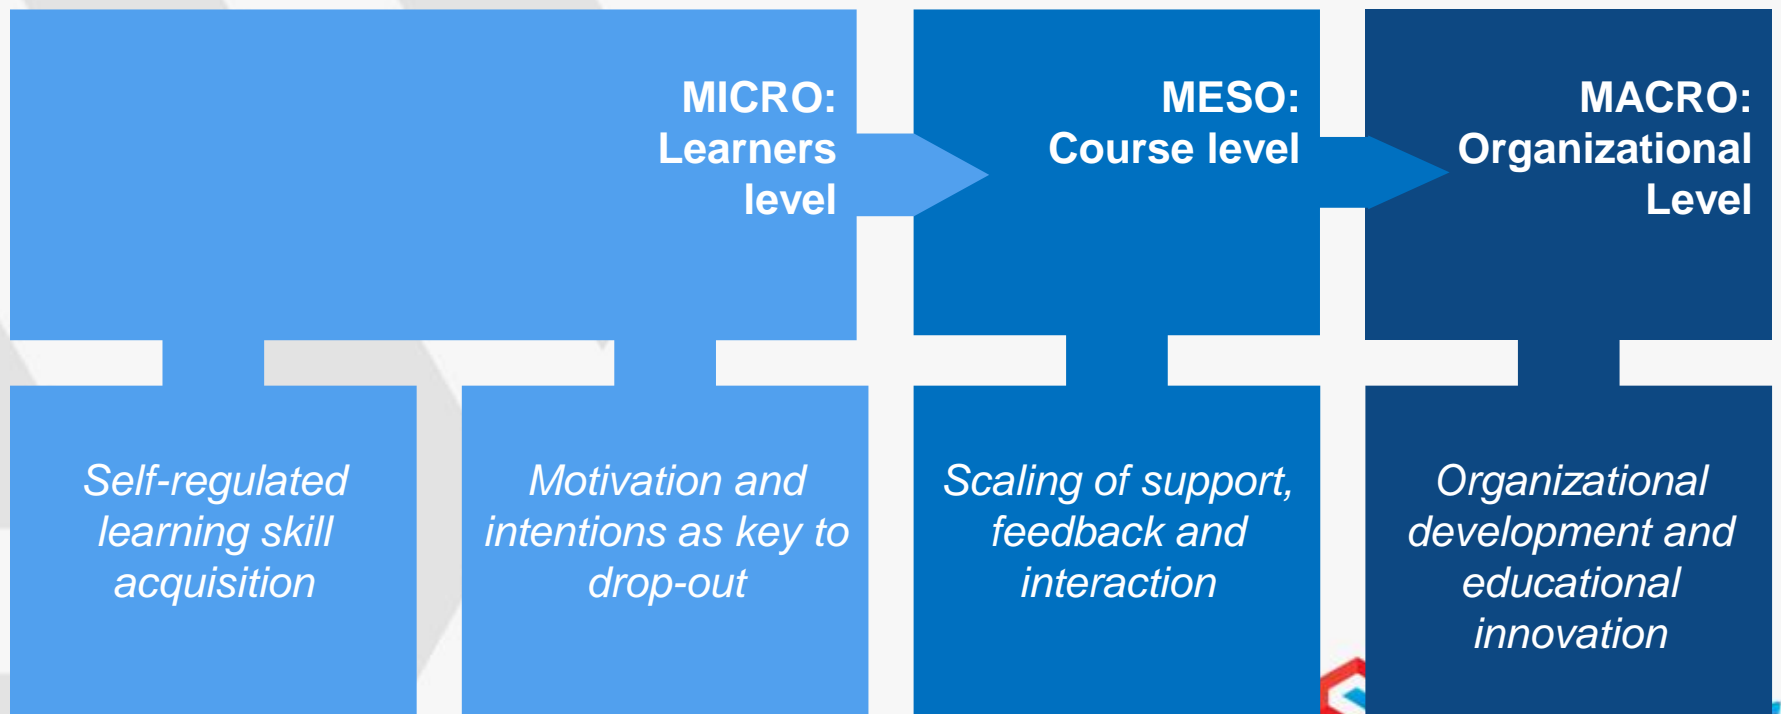 MICRO:
Learners
level
MESO:
Course level
MACRO:
Organizational
Level
Self-regulated
learning skill
acquisition
Motivation and
intentions as key to
drop-out
Scaling of support,
feedback and
interaction
Organizational
development and
educational
innovation